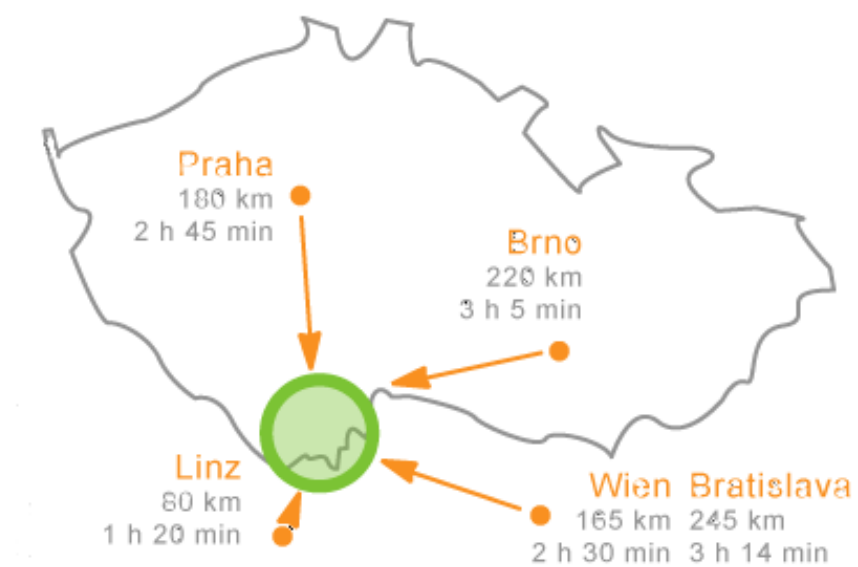 Praha
180 km
2 h 45 min
Brno
220 km
3 h 5 min
Linz
80 km
1 h 20 min
Wien
165 km
2 h 30 min
Bratislava
245 km
3 h 14 min